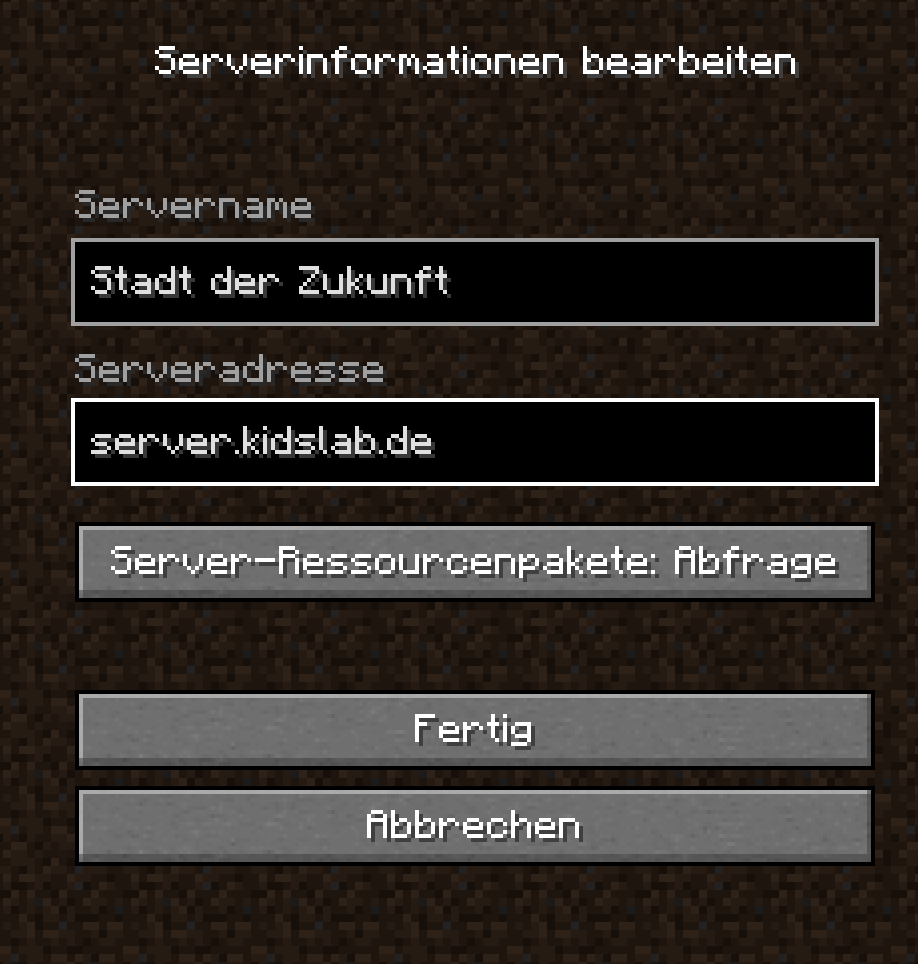 Serverinformationen bearbeiten
Servername
Stadt der Zukunft
Serveradresse
server.kidslab.de
Server-Ressourcenpakete: Abfrage
Fertig
Abbrechen